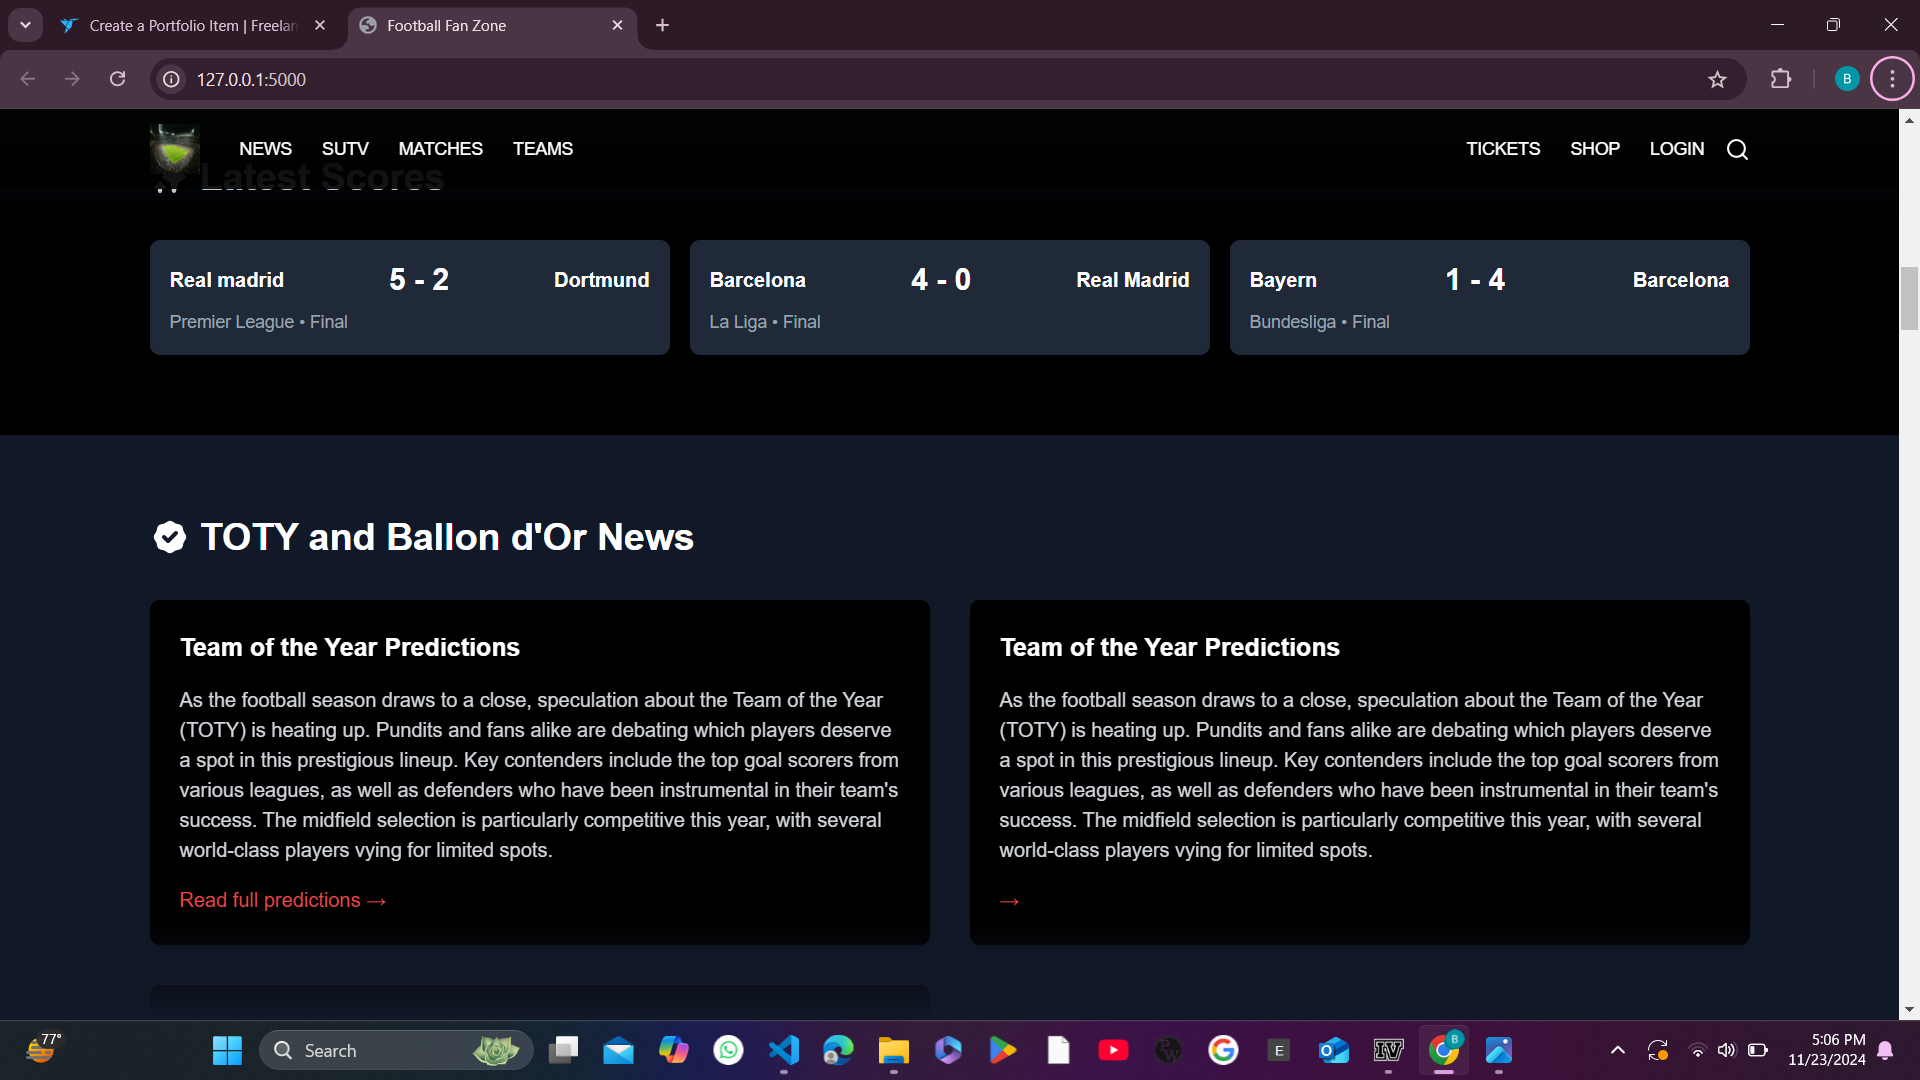 Create a Portfolio Item | Freelan
Football Fan Zone
127.0.0.1:5000
B
NEWS SUTV MATCHES TEAMS
TICKETS SHOP LOGIN
Latest Scores
Real madrid 5 - 2 Dortmund
Premier League • Final
Barcelona 4 - 0 Real Madrid
La Liga • Final
Bayern 1 - 4 Barcelona
Bundesliga • Final
TOTY and Ballon d'Or News
Team of the Year Predictions
As the football season draws to a close, speculation about the Team of the Year
(TOTY) is heating up. Pundits and fans alike are debating which players deserve
a spot in this prestigious lineup. Key contenders include the top goal scorers from
various leagues, as well as defenders who have been instrumental in their team's
success. The midfield selection is particularly competitive this year, with several
world-class players vying for limited spots.
Read full predictions →
Team of the Year Predictions
As the football season draws to a close, speculation about the Team of the Year
(TOTY) is heating up. Pundits and fans alike are debating which players deserve
a spot in this prestigious lineup. Key contenders include the top goal scorers from
various leagues, as well as defenders who have been instrumental in their team's
success. The midfield selection is particularly competitive this year, with several
world-class players vying for limited spots.
→
77°
Search
E
IV
B
5:06 PM
11/23/2024